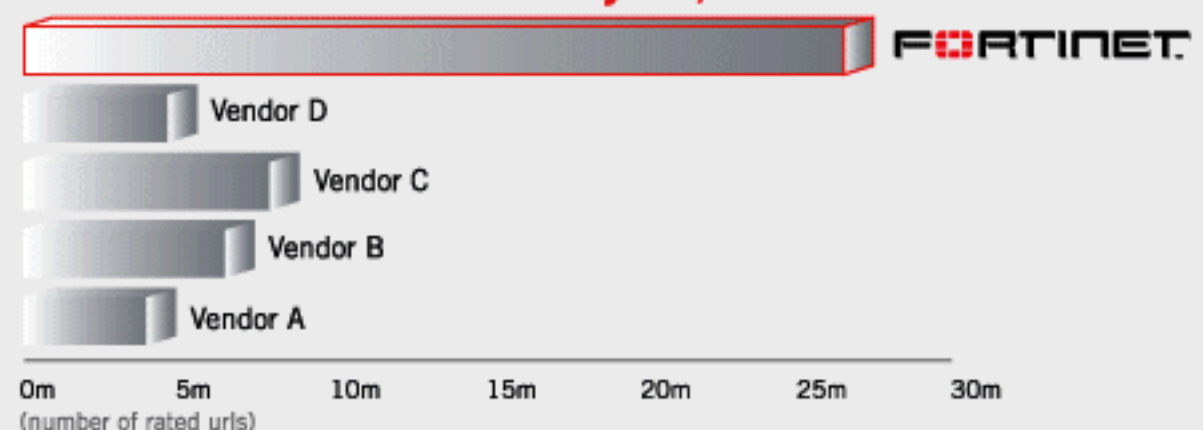 FORTINET.
Vendor D
Vendor C
Vendor B
Vendor A
0m 5m 10m 15m 20m 25m 30m
(number of rated urls)